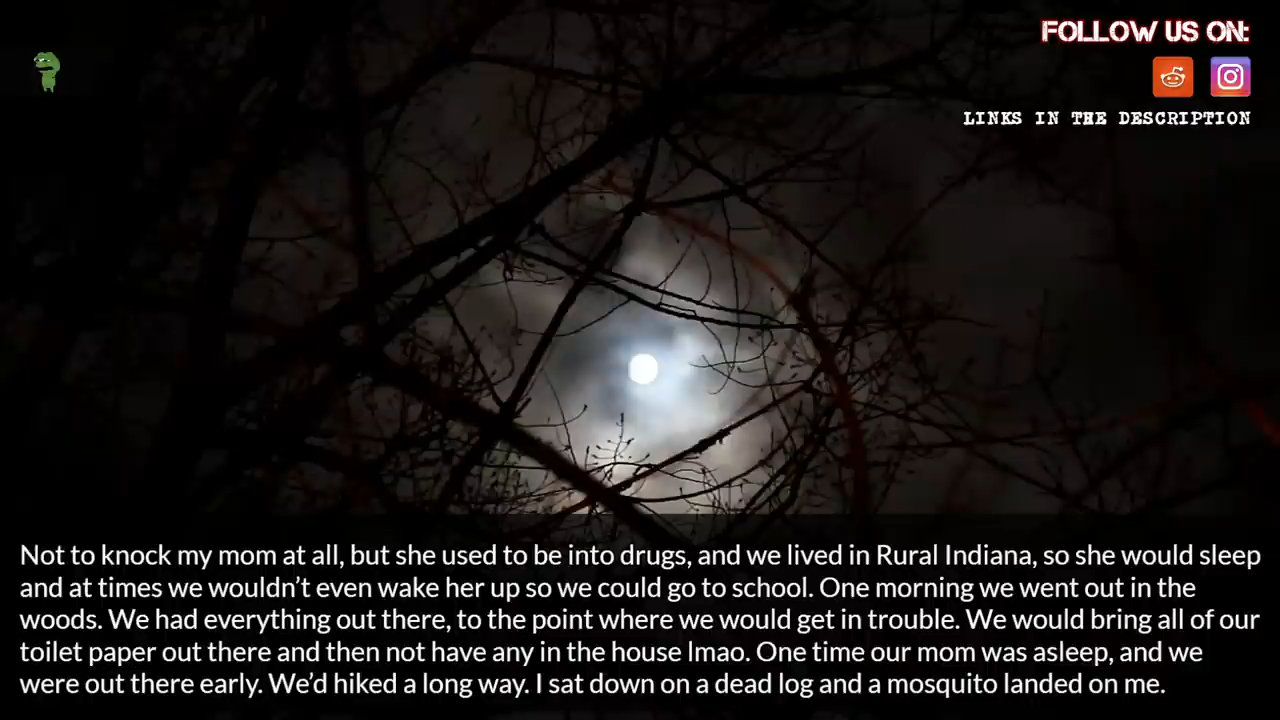 FOLLOW US ON:
LINKS IN THE DESCRIPTION
Not to knock my mom at all, but she used to be into drugs, and we lived in Rural Indiana, so she would sleep
and at times we wouldn’t even wake her up so we could go to school. One morning we went out in the
woods. We had everything out there, to the point where we would get in trouble. We would bring all of our
toilet paper out there and then not have any in the house lmao. One time our mom was asleep, and we
were out there early. We’d hiked a long way. I sat down on a dead log and a mosquito landed on me.